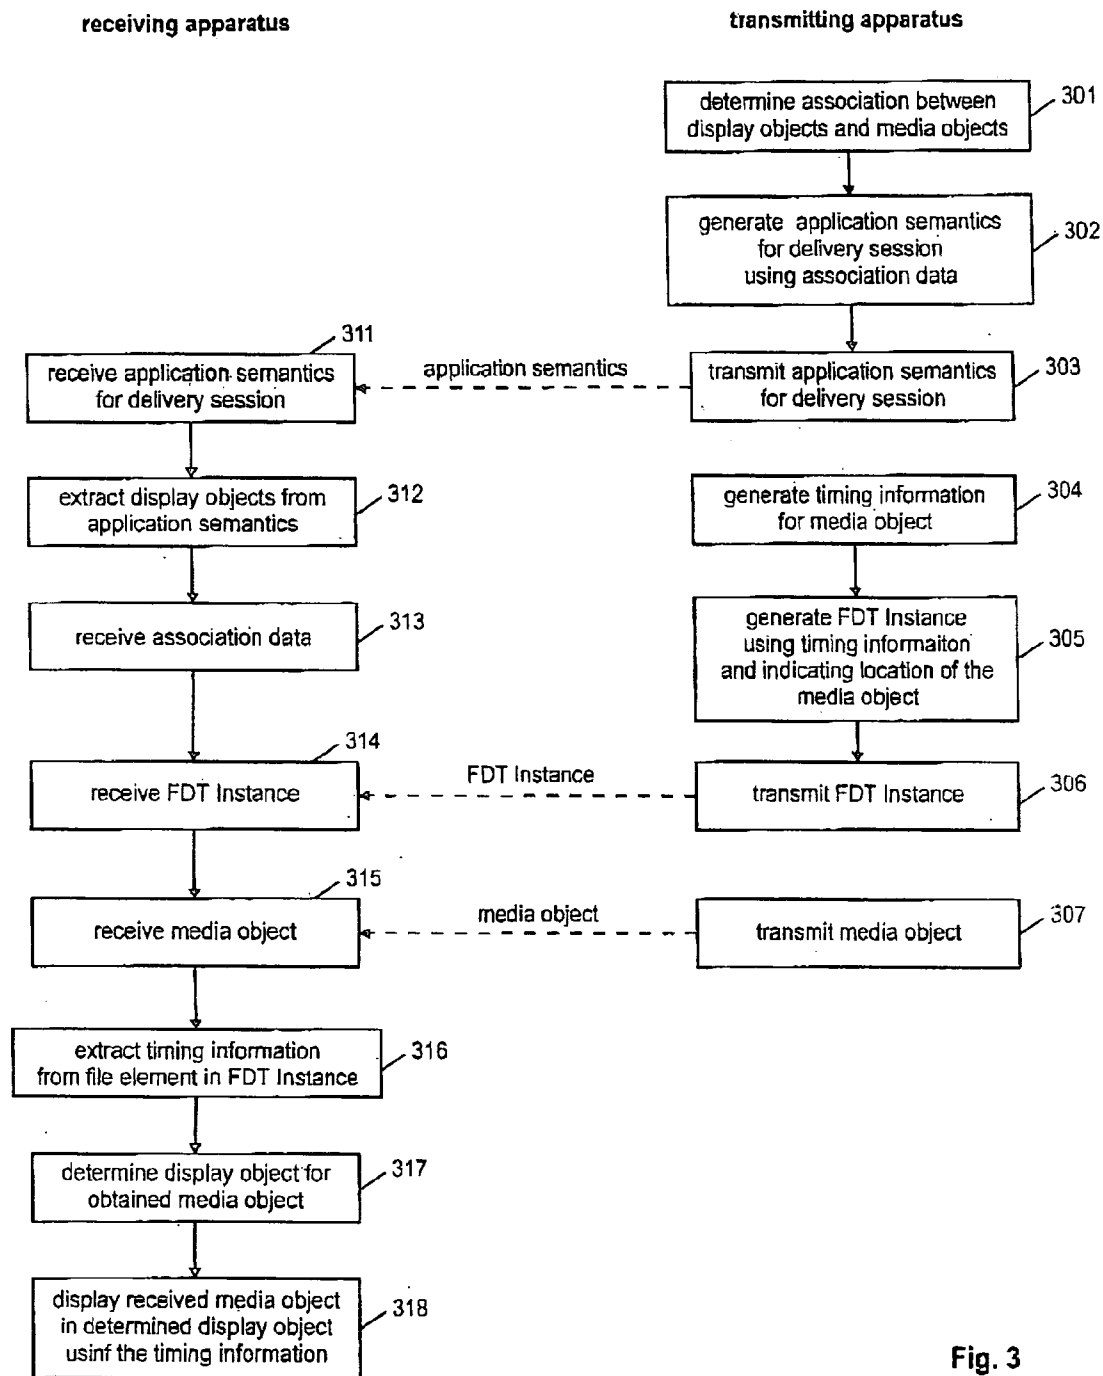 receiving apparatus
transmitting apparatus
determine association between
display objects and media objects
301
generate application semantics
for delivery session
using association data
302
311
receive application semantics
for delivery session
application semantics
transmit application semantics
for delivery session
303
extract display objects from
application semantics
312
generate timing information
for media object
304
receive association data
313
generate FDT Instance
using timing informaiton
and indicating location of the
media object
305
314
receive FDT Instance
FDT Instance
transmit FDT Instance
306
315
receive media object
media object
transmit media object
307
extract timing information
from file element in FDT Instance
316
determine display object for
obtained media object
317
display received media object
in determined display object
usinf the timing information
318
Fig. 3